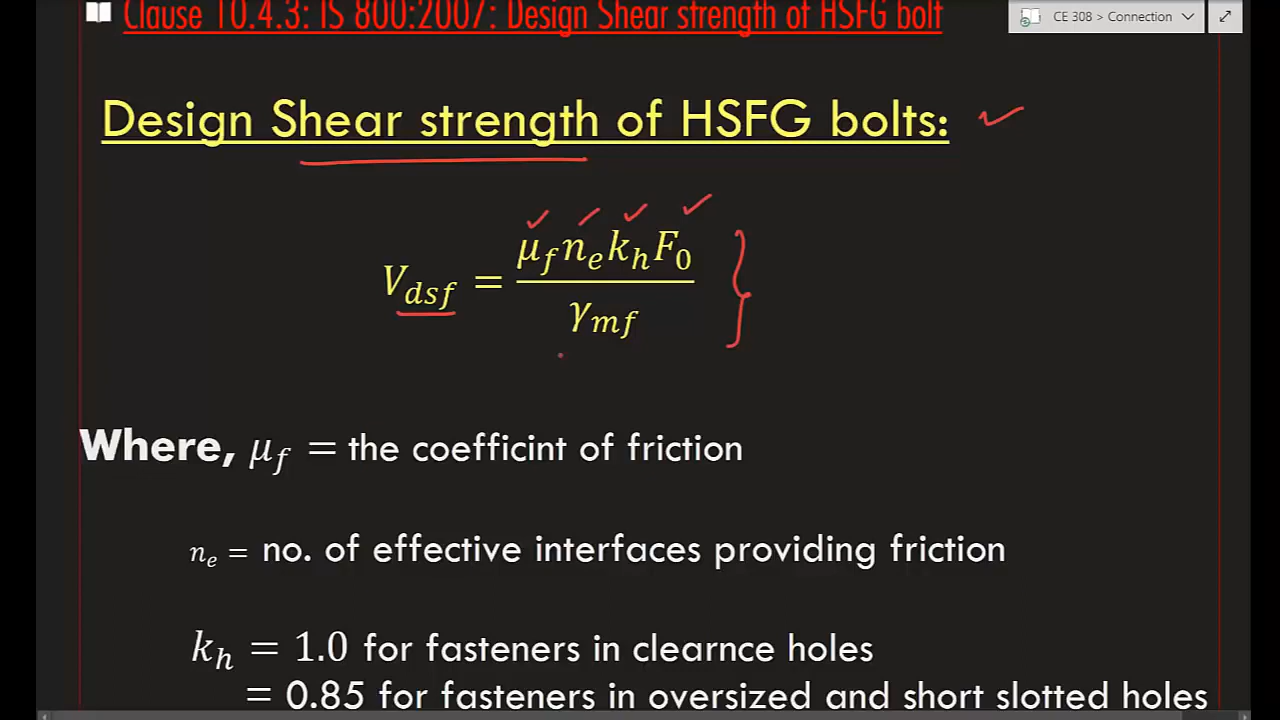 Clause 10.4.3: IS 800:2007: Design Shear strength of HSFG bolt
CE 308 > Connection
Design Shear strength of HSFG bolts:
V_dsf = μ_f n_e k_h F_0 / γ_mf
Where, μ_f = the coefficint of friction
n_e = no. of effective interfaces providing friction
k_h = 1.0 for fasteners in clearnce holes
= 0.85 for fasteners in oversized and short slotted holes